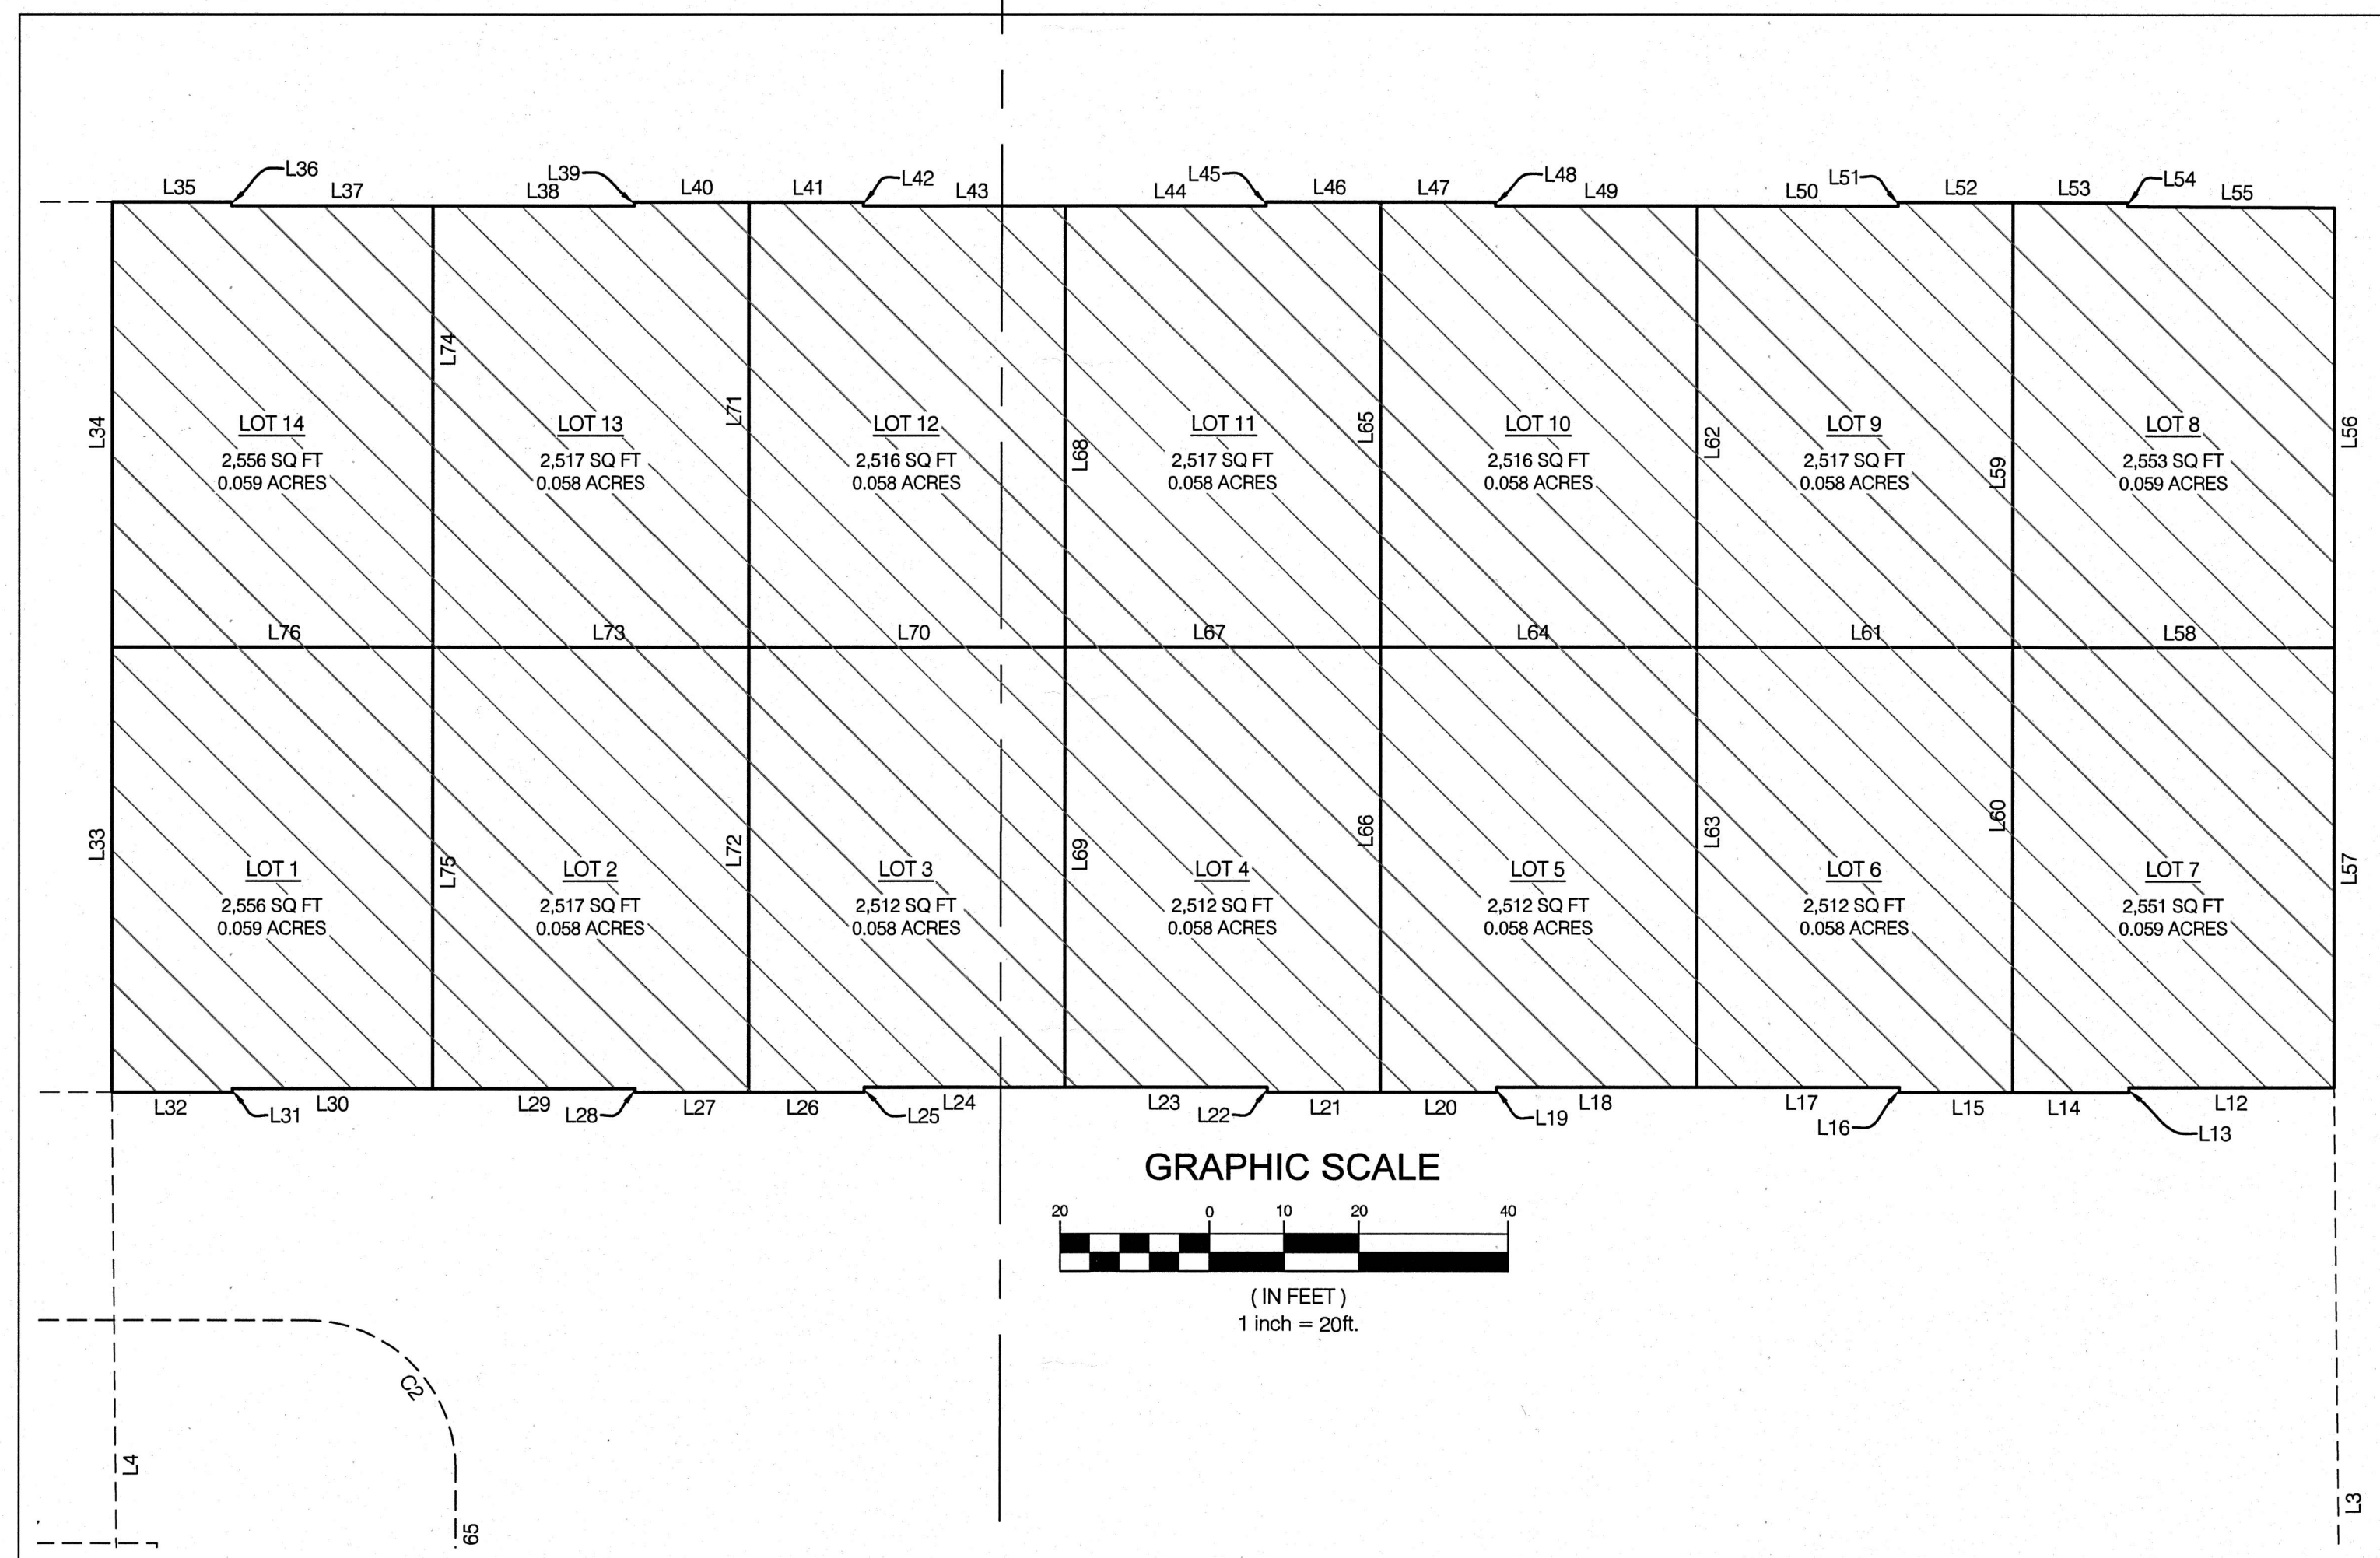 L36
L39
L42
L45
L48
L51
L54
L35
L37
L38
L40
L41
L43
L44
L46
L47
L49
L50
L52
L53
L55
L34
L74
L71
L68
L65
L62
L59
L56
LOT 14
2,556 SQ FT
0.059 ACRES
LOT 13
2,517 SQ FT
0.058 ACRES
LOT 12
2,516 SQ FT
0.058 ACRES
LOT 11
2,517 SQ FT
0.058 ACRES
LOT 10
2,516 SQ FT
0.058 ACRES
LOT 9
2,517 SQ FT
0.058 ACRES
LOT 8
2,553 SQ FT
0.059 ACRES
L76
L73
L70
L67
L64
L61
L58
L33
L75
L72
L69
L66
L63
L60
L57
LOT 1
2,556 SQ FT
0.059 ACRES
LOT 2
2,517 SQ FT
0.058 ACRES
LOT 3
2,512 SQ FT
0.058 ACRES
LOT 4
2,512 SQ FT
0.058 ACRES
LOT 5
2,512 SQ FT
0.058 ACRES
LOT 6
2,512 SQ FT
0.058 ACRES
LOT 7
2,551 SQ FT
0.059 ACRES
L32
L31
L30
L29
L28
L27
L26
L25
L24
L23
L22
L21
L20
L19
L18
L17
L16
L15
L14
L13
L12
GRAPHIC SCALE
20 0 10 20 40
( IN FEET )
1 inch = 20ft.
C2
L4
65
L3